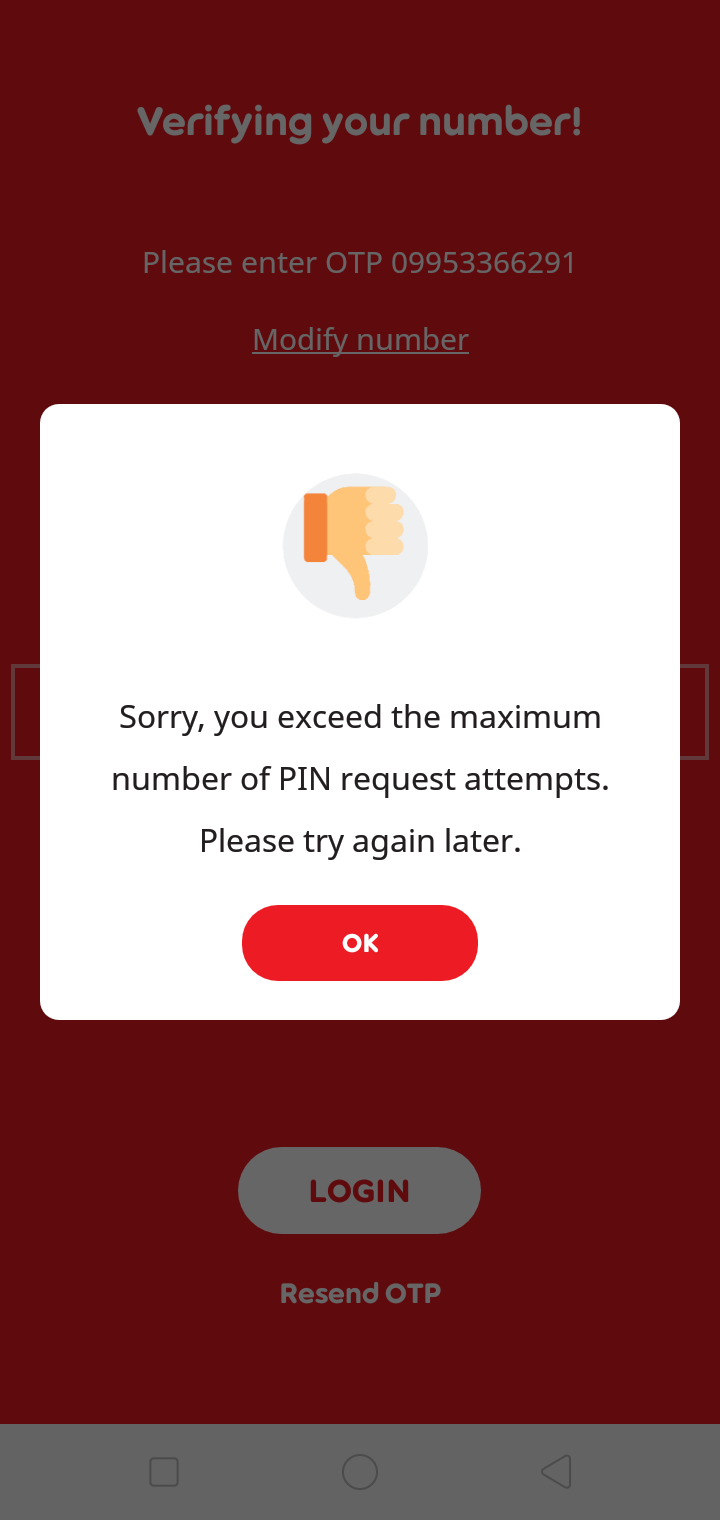 Verifying your number!
Please enter OTP 09953366291
Modify number
Sorry, you exceed the maximum
number of PIN request attempts.
Please try again later.
OK
LOGIN
Resend OTP